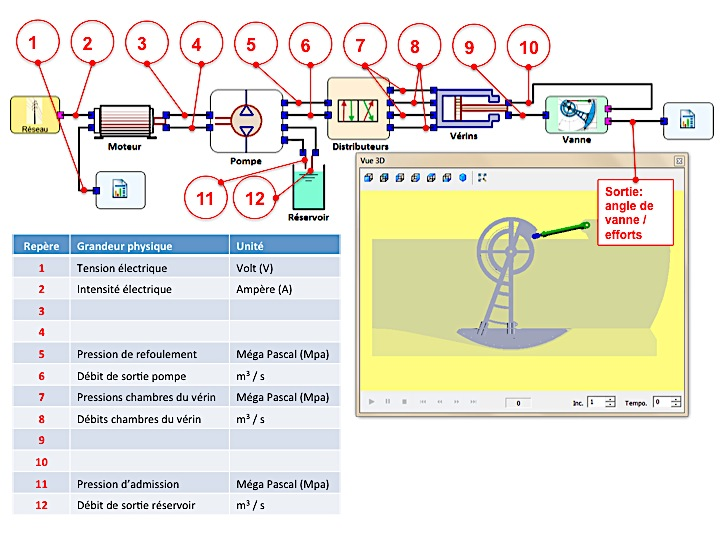 1 2 3 4 5 6 7 8 9 10
Réseau
Moteur
Pompe
Distributeurs
Vérins
Vanne
11 12
Réservoir
Vue 3D
Sortie:
angle de
vanne /
efforts
Repère Grandeur physique Unité
1 Tension électrique Volt (V)
2 Intensité électrique Ampère (A)
3
4
5 Pression de refoulement Méga Pascal (Mpa)
6 Débit de sortie pompe m³ / s
7 Pressions chambres du vérin Méga Pascal (Mpa)
8 Débits chambres du vérin m³ / s
9
10
11 Pression d'admission Méga Pascal (Mpa)
12 Débit de sortie réservoir m³ / s
0 Inc. 1 Tempo. 0